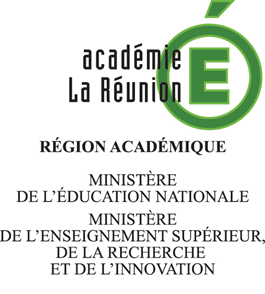 académie
La Réunion
É
RÉGION ACADÉMIQUE
MINISTÈRE
DE L'ÉDUCATION NATIONALE
MINISTÈRE
DE L'ENSEIGNEMENT SUPÉRIEUR,
DE LA RECHERCHE
ET DE L'INNOVATION